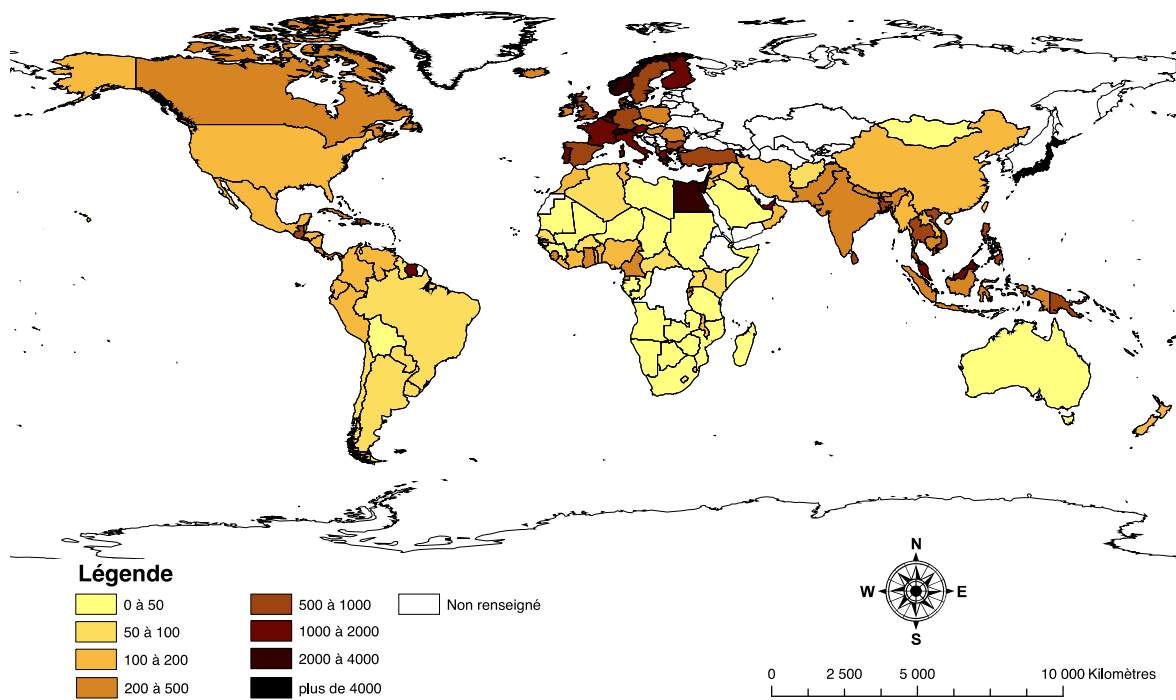 Légende
0 à 50
50 à 100
100 à 200
200 à 500
500 à 1000
1000 à 2000
2000 à 4000
plus de 4000
Non renseigné
N
W E
S
0 2 500 5 000 10 000 Kilomètres